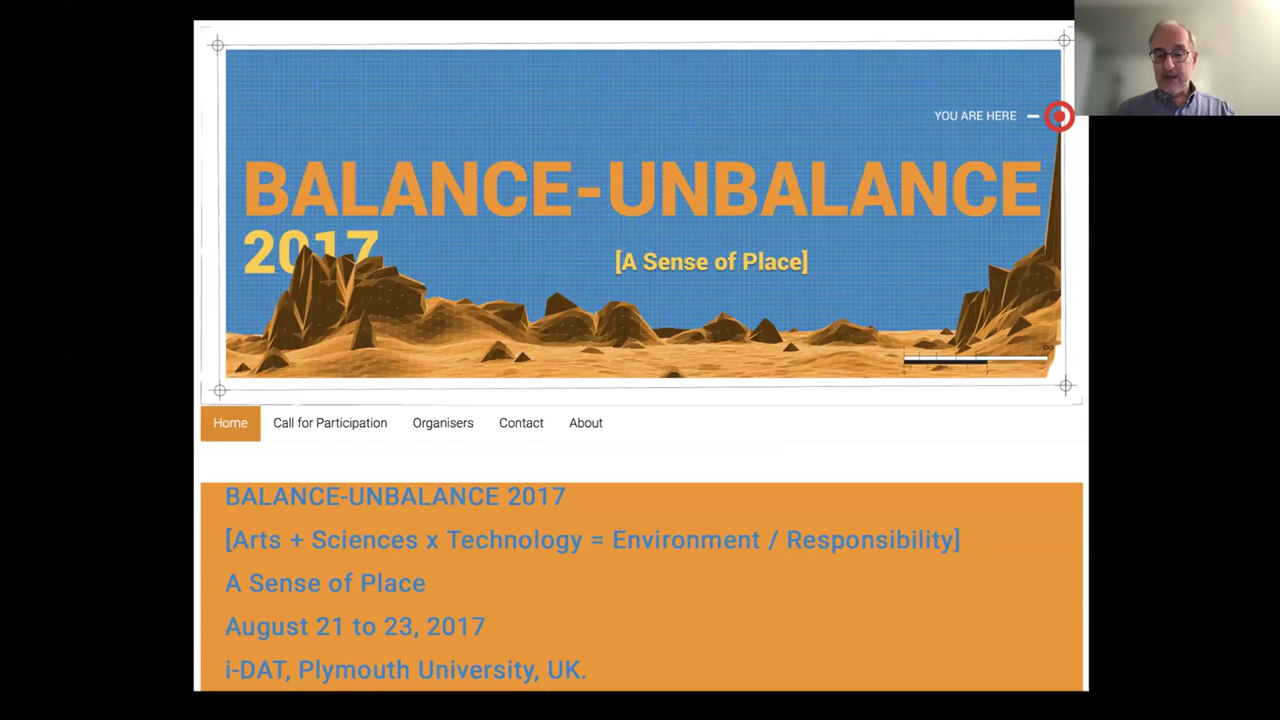 YOU ARE HERE
BALANCE-UNBALANCE
2017
[A Sense of Place]
Home Call for Participation Organisers Contact About
BALANCE-UNBALANCE 2017
[Arts + Sciences x Technology = Environment / Responsibility]
A Sense of Place
August 21 to 23, 2017
i-DAT, Plymouth University, UK.